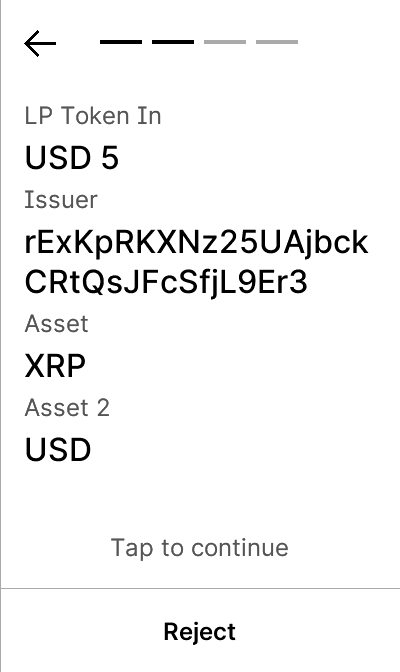 LP Token In
USD 5
Issuer
rExKpRKXNz25UAjbck
CRtQsJFcSfjL9Er3
Asset
XRP
Asset 2
USD
Tap to continue
Reject